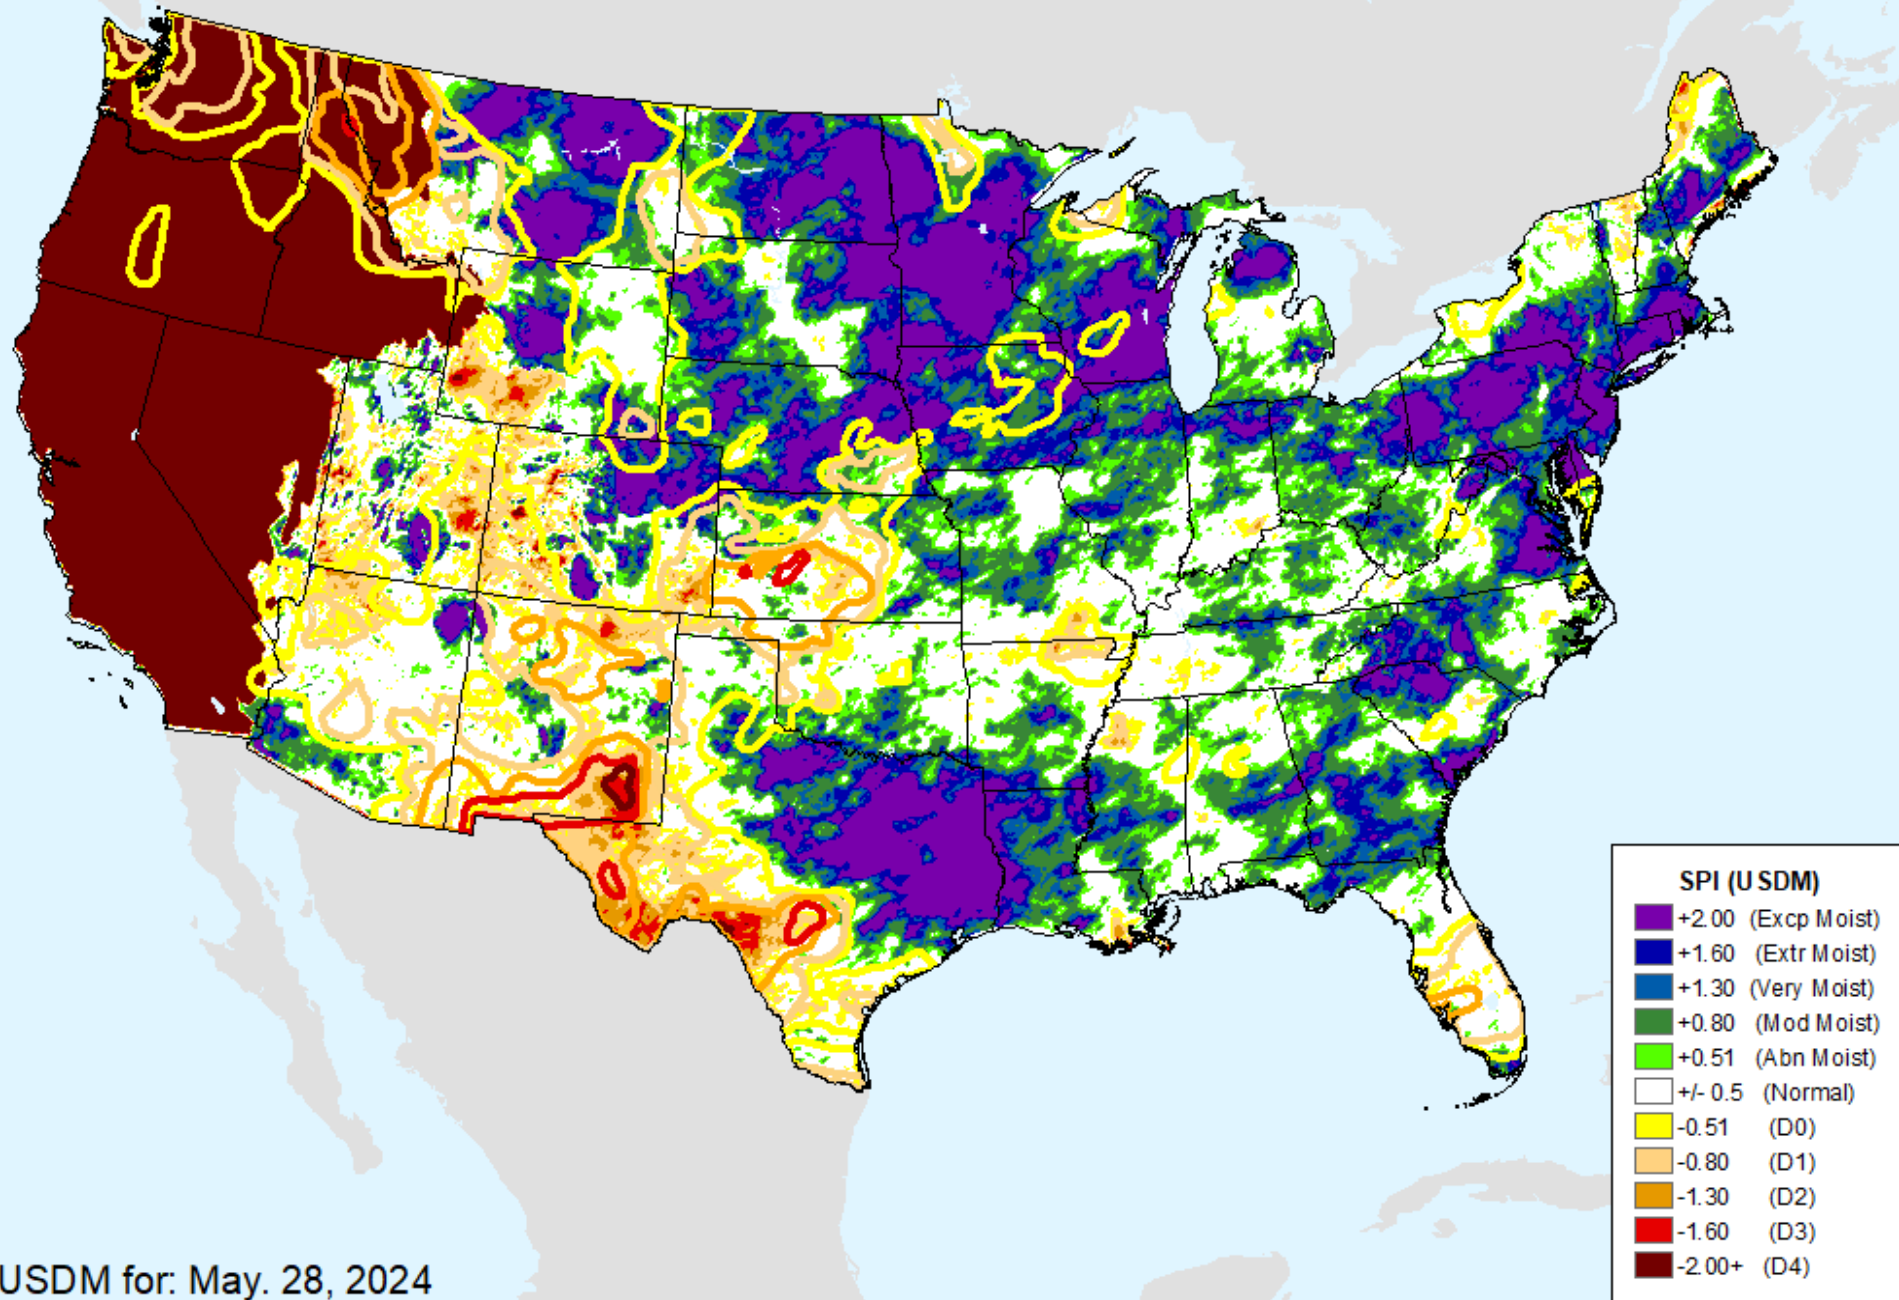 SPI (USDM)
+2.00 (Excp Moist)
+1.60 (Extr Moist)
+1.30 (Very Moist)
+0.80 (Mod Moist)
+0.51 (Abn Moist)
+/- 0.5 (Normal)
-0.51 (D0)
-0.80 (D1)
-1.30 (D2)
-1.60 (D3)
-2.00+ (D4)
USDM for: May. 28, 2024